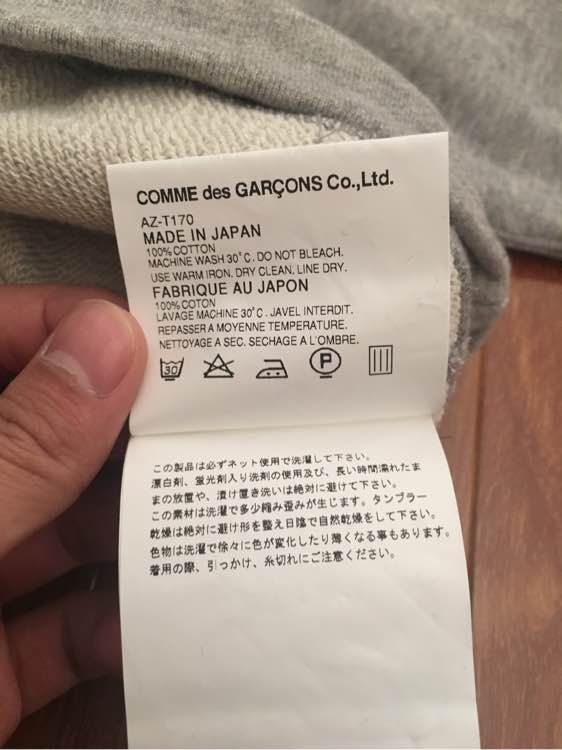 COMME des GARÇONS Co.,Ltd.
AZ-T170
MADE IN JAPAN
100% COTTON
MACHINE WASH 30°C. DO NOT BLEACH.
USE WARM IRON. DRY CLEAN. LINE DRY.
FABRIQUE AU JAPON
100% COTON
LAVAGE MACHINE 30°C. JAVEL INTERDIT.
REPASSER A MOYENNE TEMPERATURE.
NETTOYAGE A SEC. SECHAGE A L'OMBRE.
30 P
この製品は必ずネット使用で洗濯して下さい。
漂白剤、蛍光剤入り洗剤の使用及び、長い時間濡れたま
まの放置や、漬け置き洗いは絶対に避けて下さい。
この素材は洗濯で多少縮み歪みが生じます。タンブラー
乾燥は絶対に避け形を整え日陰で自然乾燥をして下さい。
色物は洗濯で徐々に色が変化したり薄くなる事もあります。
着用の際、引っかけ、糸切れにご注意ください。